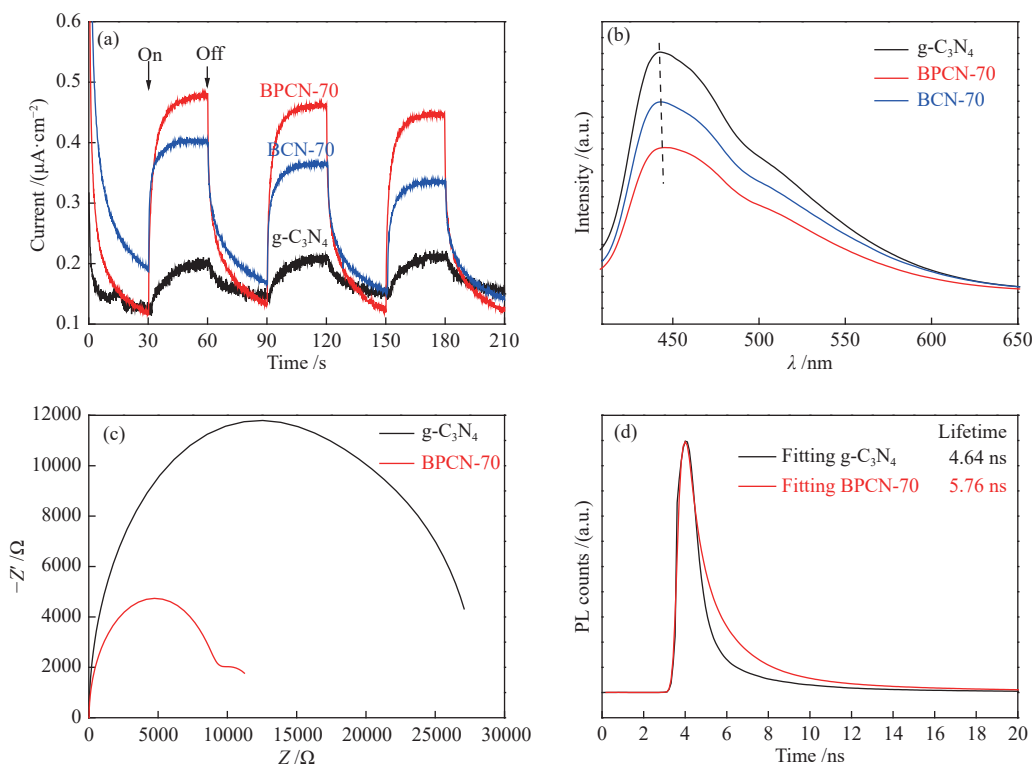 (a)
On
Off
BPCN-70
BCN-70
g-C₃N₄
Current /(μA·cm⁻²)
0.6
0.5
0.4
0.3
0.2
0.1
0 30 60 90 120 150 180 210
Time /s
(b)
g-C₃N₄
BPCN-70
BCN-70
Intensity /(a.u.)
450 500 550 600 650
λ /nm
(c)
g-C₃N₄
BPCN-70
−Z′ /Ω
12000
10000
8000
6000
4000
2000
0
0 5000 10000 15000 20000 25000 30000
Z /Ω
(d)
Lifetime
Fitting g-C₃N₄ 4.64 ns
Fitting BPCN-70 5.76 ns
PL counts /(a.u.)
0 2 4 6 8 10 12 14 16 18 20
Time /ns